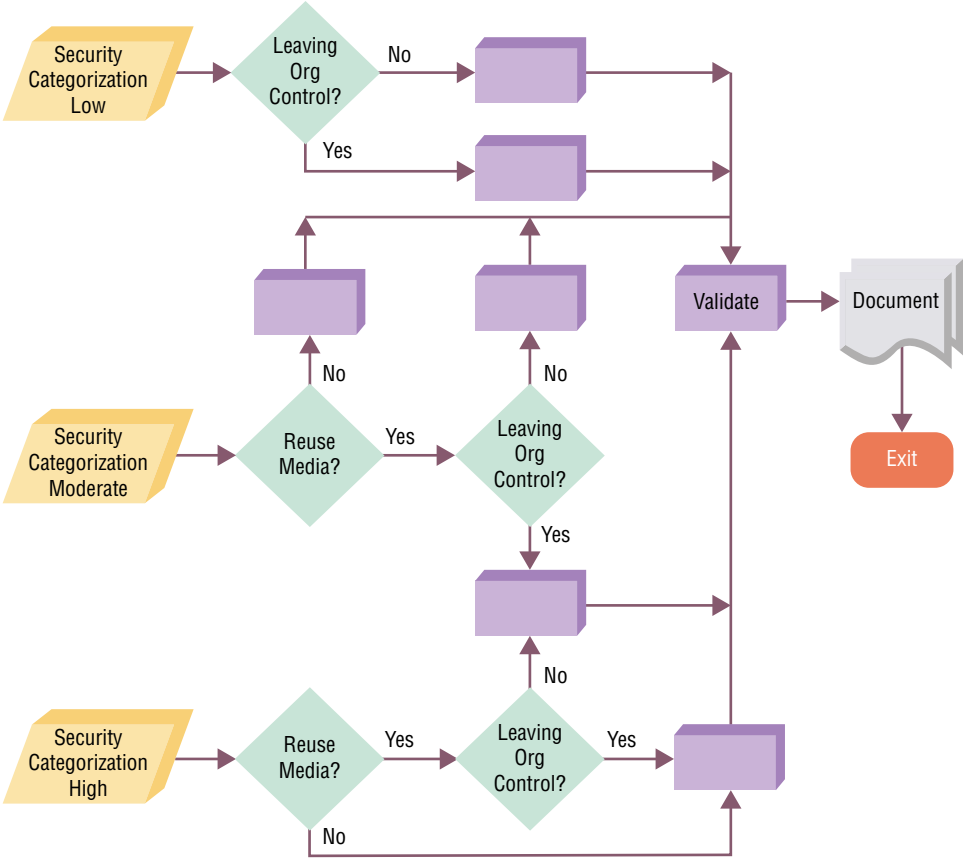 Security
Categorization
Low
Leaving
Org
Control?
No
Yes
Validate
Document
No
No
Security
Categorization
Moderate
Reuse
Media?
Yes
Leaving
Org
Control?
Exit
Yes
No
Security
Categorization
High
Reuse
Media?
Yes
Leaving
Org
Control?
Yes
No